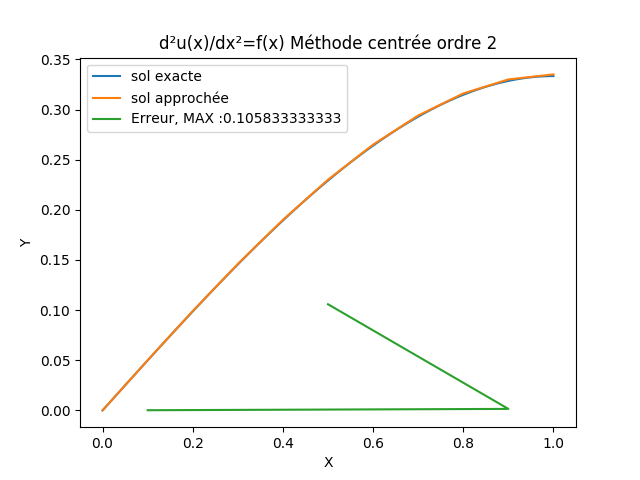 d²u(x)/dx²=f(x) Méthode centrée ordre 2
sol exacte
sol approchée
Erreur, MAX :0.105833333333
0.35
0.30
0.25
0.20
0.15
0.10
0.05
0.00
Y
0.0 0.2 0.4 0.6 0.8 1.0
X